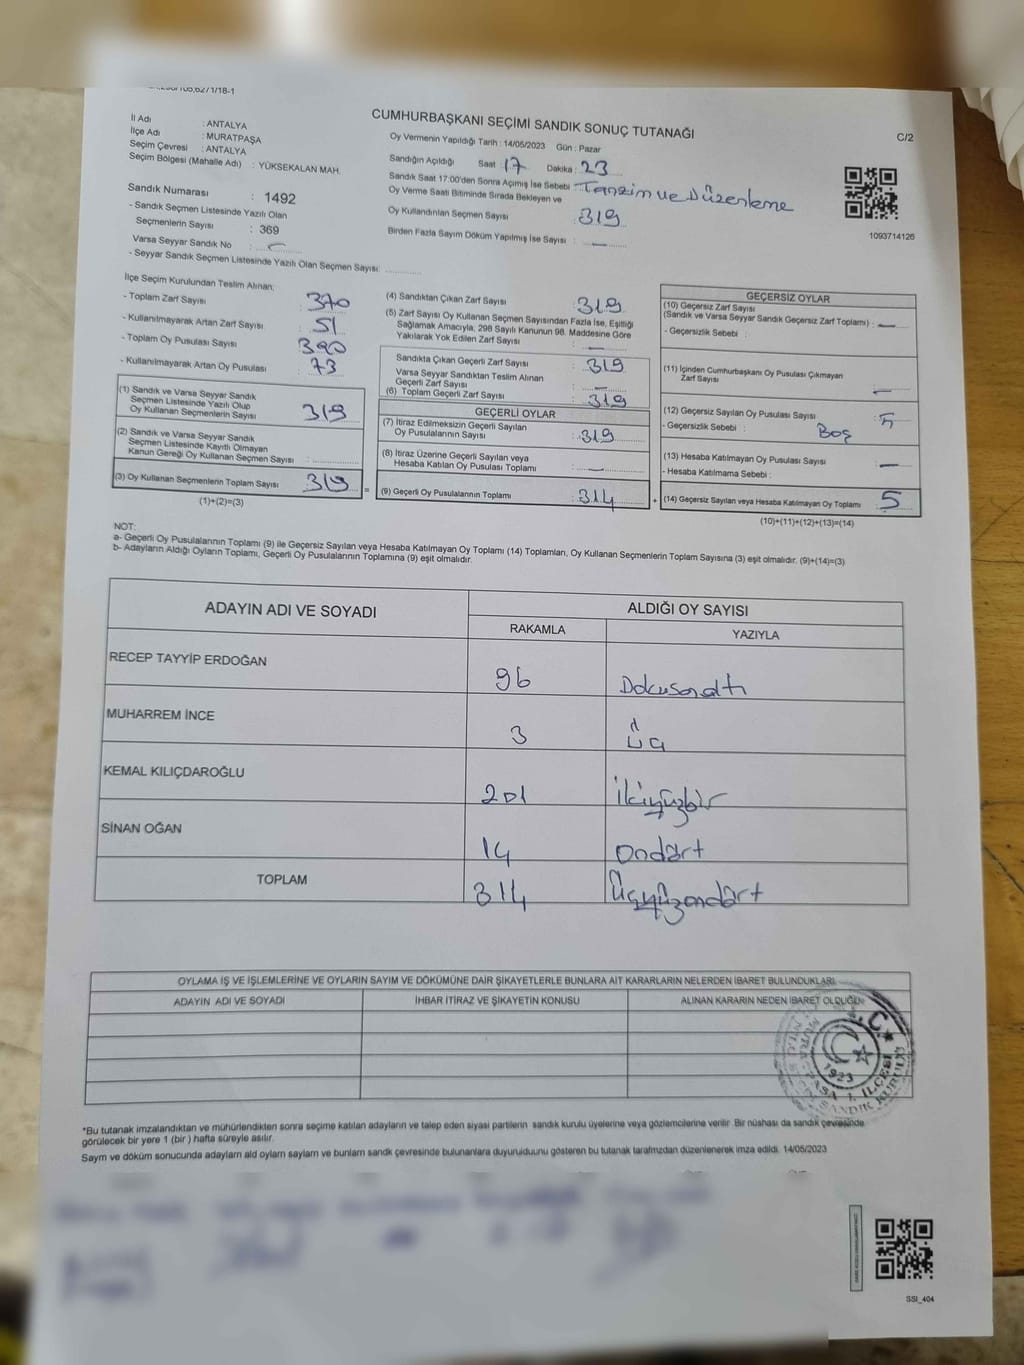 CUMHURBAŞKANI SEÇİMİ SANDIK SONUÇ TUTANAĞI
C/2
İl Adı : ANTALYA
İlçe Adı : MURATPAŞA
Seçim Çevresi : ANTALYA
Seçim Bölgesi (Mahalle Adı) : YÜKSEKALAN MAH.
Sandık Numarası : 1492
- Sandık Seçmen Listesinde Yazılı Olan
Seçmenlerin Sayısı : 369
Varsa Seyyar Sandık No :
- Seyyar Sandık Seçmen Listesinde Yazılı Olan Seçmen Sayısı:
Oy Vermenin Yapıldığı Tarih : 14/05/2023 Gün : Pazar
Sandığın Açıldığı Saat : 17 Dakika : 23
Sandık Saat 17:00'den Sonra Açımış İse Sebebi : Tanzim ve Düzenleme
Oy Verme Saati Bitiminde Sırada Bekleyen ve
Oy Kullandırılan Seçmen Sayısı : 319
Birden Fazla Sayım Döküm Yapılmış İse Sayısı : —
1093714126
İlçe Seçim Kurulundan Teslim Alınan;
- Toplam Zarf Sayısı : 370
- Kullanılmayarak Artan Zarf Sayısı : 51
- Toplam Oy Pusulası Sayısı : 390
- Kullanılmayarak Artan Oy Pusulası : 73
(1) Sandık ve Varsa Seyyar Sandık
Seçmen Listesinde Yazılı Olup
Oy Kullanan Seçmenlerin Sayısı : 319
(2) Sandık ve Varsa Seyyar Sandık
Seçmen Listesinde Kayıtlı Olmayan
Kanun Gereği Oy Kullanan Seçmen Sayısı :
(3) Oy Kullanan Seçmenlerin Toplam Sayısı : 319 =
(1)+(2)=(3)
(4) Sandıktan Çıkan Zarf Sayısı : 319
(5) Zarf Sayısı Oy Kullanan Seçmen Sayısından Fazla İse, Eşitliği
Sağlamak Amacıyla, 298 Sayılı Kanunun 98. Maddesine Göre
Yakılarak Yok Edilen Zarf Sayısı : —
Sandıkta Çıkan Geçerli Zarf Sayısı : 319
Varsa Seyyar Sandıktan Teslim Alınan
Geçerli Zarf Sayısı : —
(6) Toplam Geçerli Zarf Sayısı : 319
GEÇERLİ OYLAR
(7) İtiraz Edilmeksizin Geçerli Sayılan
Oy Pusulalarının Sayısı : 319
(8) İtiraz Üzerine Geçerli Sayılan veya
Hesaba Katılan Oy Pusulası Toplamı : —
(9) Geçerli Oy Pusulalarının Toplamı : 314 +
GEÇERSİZ OYLAR
(10) Geçersiz Zarf Sayısı
(Sandık ve Varsa Seyyar Sandık Geçersiz Zarf Toplamı) : —
- Geçersizlik Sebebi :
(11) İçinden Cumhurbaşkanı Oy Pusulası Çıkmayan
Zarf Sayısı : —
(12) Geçersiz Sayılan Oy Pusulası Sayısı : 5
- Geçersizlik Sebebi : Boş
(13) Hesaba Katılmayan Oy Pusulası Sayısı : —
- Hesaba Katılmama Sebebi :
(14) Geçersiz Sayılan veya Hesaba Katılmayan Oy Toplamı : 5
(10)+(11)+(12)+(13)=(14)
NOT:
a- Geçerli Oy Pusulalarının Toplamı (9) ile Geçersiz Sayılan veya Hesaba Katılmayan Oy Toplamı (14) Toplamları, Oy Kullanan Seçmenlerin Toplam Sayısına (3) eşit olmalıdır. (9)+(14)=(3)
b- Adayların Aldığı Oyların Toplamı, Geçerli Oy Pusulalarının Toplamına (9) eşit olmalıdır.
ADAYIN ADI VE SOYADI ALDIĞI OY SAYISI
RAKAMLA YAZIYLA
RECEP TAYYİP ERDOĞAN 96 Doksanaltı
MUHARREM İNCE 3 Üç
KEMAL KILIÇDAROĞLU 201 İkiyüzbir
SİNAN OĞAN 14 ondört
TOPLAM 314 Üçyüzondört
OYLAMA İŞ VE İŞLEMLERİNE VE OYLARIN SAYIM VE DÖKÜMÜNE DAİR ŞİKAYETLERLE BUNLARA AİT KARARLARIN NELERDEN İBARET BULUNDUKLARI
ADAYIN ADI VE SOYADI İHBAR İTİRAZ VE ŞİKAYETİN KONUSU ALINAN KARARIN NEDEN İBARET OLDUĞU
T.C.
1923
*Bu tutanak imzalandıktan ve mühürlendikten sonra seçime katılan adayların ve talep eden siyasi partilerin sandık kurulu üyelerine veya gözlemcilerine verilir. Bir nüshası da sandık çevresinde
görülecek bir yere 1 (bir ) hafta süreyle asılır.
Sayım ve döküm sonucunda adayların ald oyların sayların ve bunların sandk çevresinde bulunanlara duyurulduunu gösteren bu tutanak tarafmzdan düzenlenerek imza edildi. 14/05/2023
SSI_404